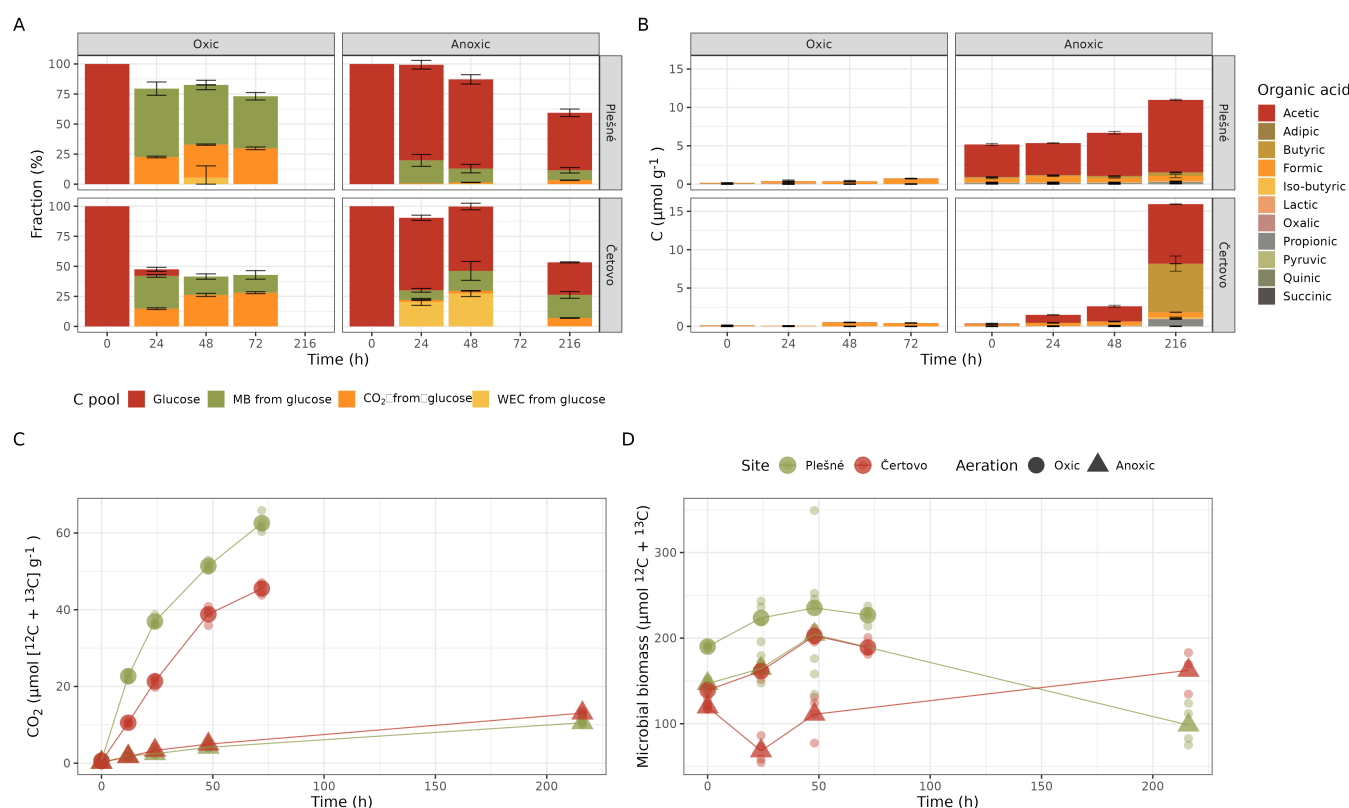 A
B
Oxic
Anoxic
Oxic
Anoxic
Fraction (%)
100
75
50
25
0
Plešné
100
75
50
25
0
Četovo
0
24
48
72
216
0
24
48
72
216
Time (h)
C pool
Glucose
MB from glucose
CO₂□from□glucose
WEC from glucose
C (μmol g⁻¹ )
15
10
5
0
Plešné
15
10
5
0
Čertovo
0
24
48
72
0
24
48
216
Time (h)
Organic acid
Acetic
Adipic
Butyric
Formic
Iso-butyric
Lactic
Oxalic
Propionic
Pyruvic
Quinic
Succinic
C
D
Site
Plešné
Čertovo
Aeration
Oxic
Anoxic
CO₂ (μmol [¹²C + ¹³C] g⁻¹ )
60
40
20
0
0
50
100
150
200
Time (h)
Microbial biomass (μmol ¹²C + ¹³C)
300
200
100
0
50
100
150
200
Time (h)